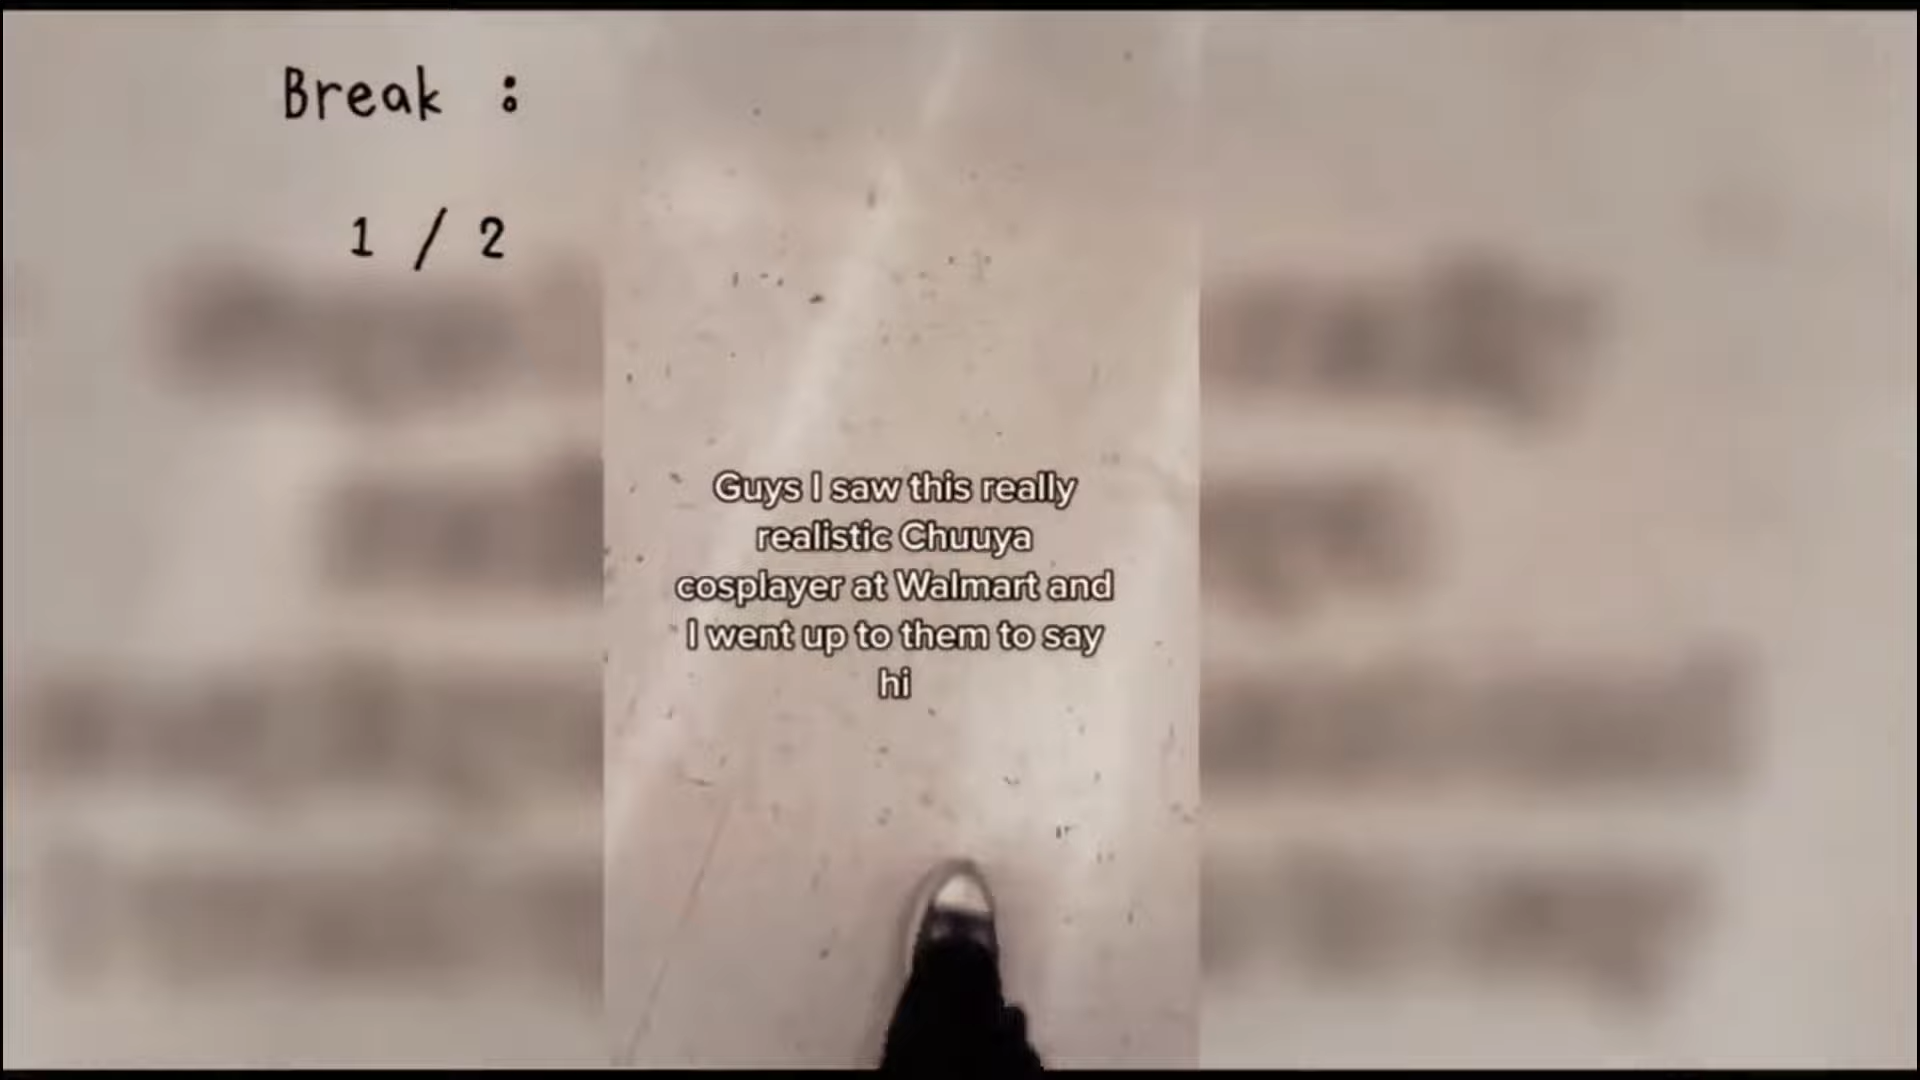 Break :
1 / 2
Guys I saw this really
realistic Chuuya
cosplayer at Walmart and
I went up to them to say
hi